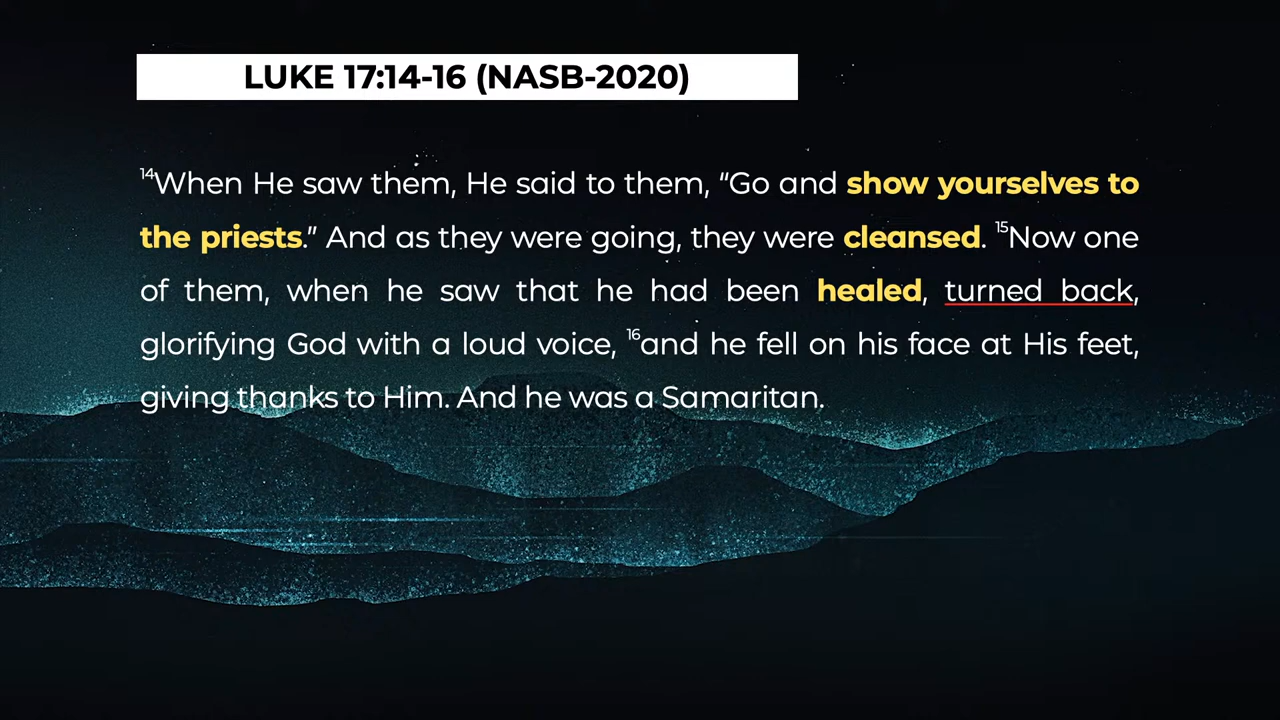 LUKE 17:14-16 (NASB-2020)
¹⁴When He saw them, He said to them, “Go and show yourselves to
the priests.” And as they were going, they were cleansed. ¹⁵Now one
of them, when he saw that he had been healed, turned back,
glorifying God with a loud voice, ¹⁶and he fell on his face at His feet,
giving thanks to Him. And he was a Samaritan.